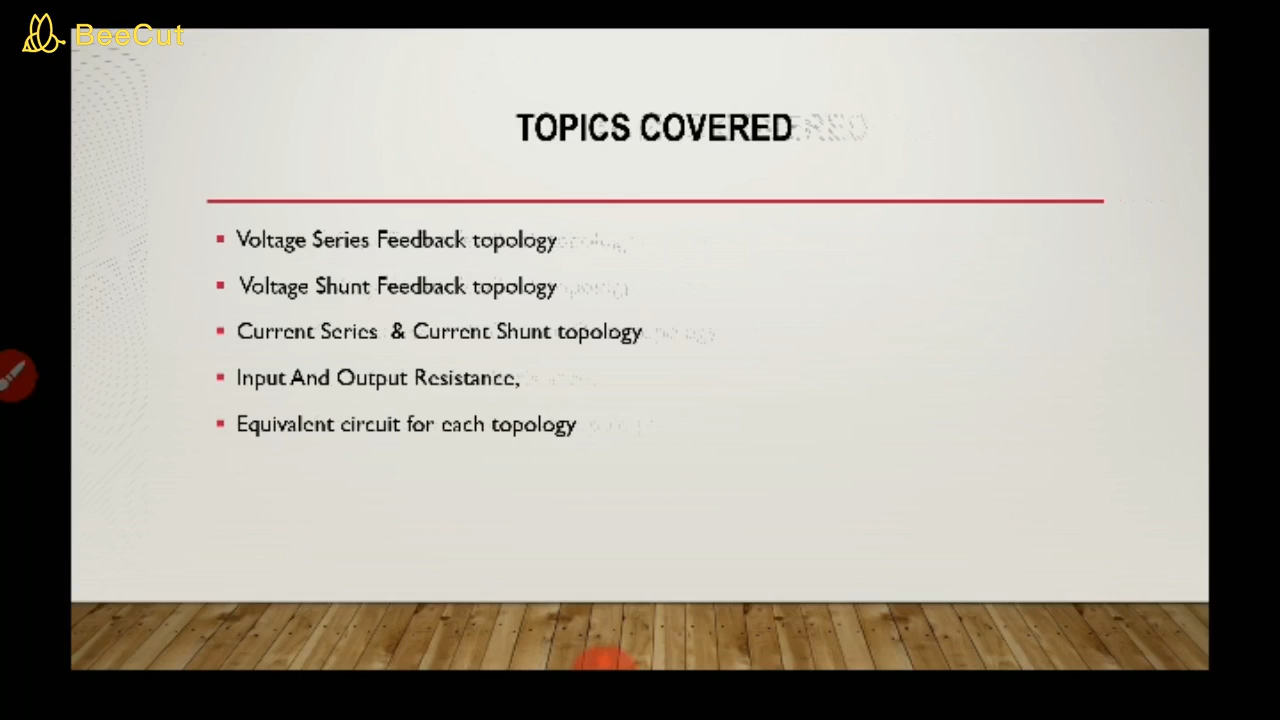 BeeCut
TOPICS COVERED
Voltage Series Feedback topology
Voltage Shunt Feedback topology
Current Series & Current Shunt topology
Input And Output Resistance,
Equivalent circuit for each topology